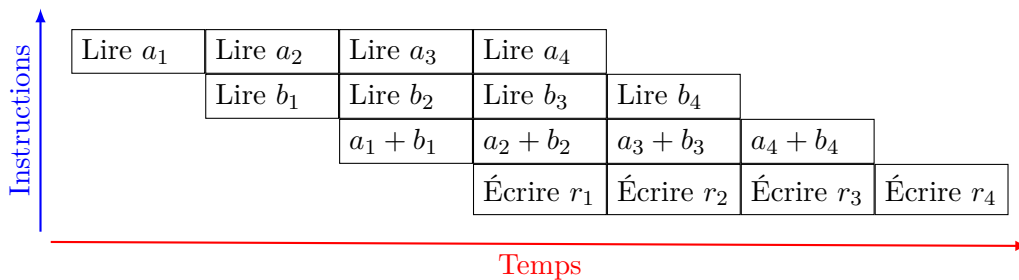 Instructions
Lire a₁ Lire a₂ Lire a₃ Lire a₄
Lire b₁ Lire b₂ Lire b₃ Lire b₄
a₁ + b₁ a₂ + b₂ a₃ + b₃ a₄ + b₄
Écrire r₁ Écrire r₂ Écrire r₃ Écrire r₄
Temps